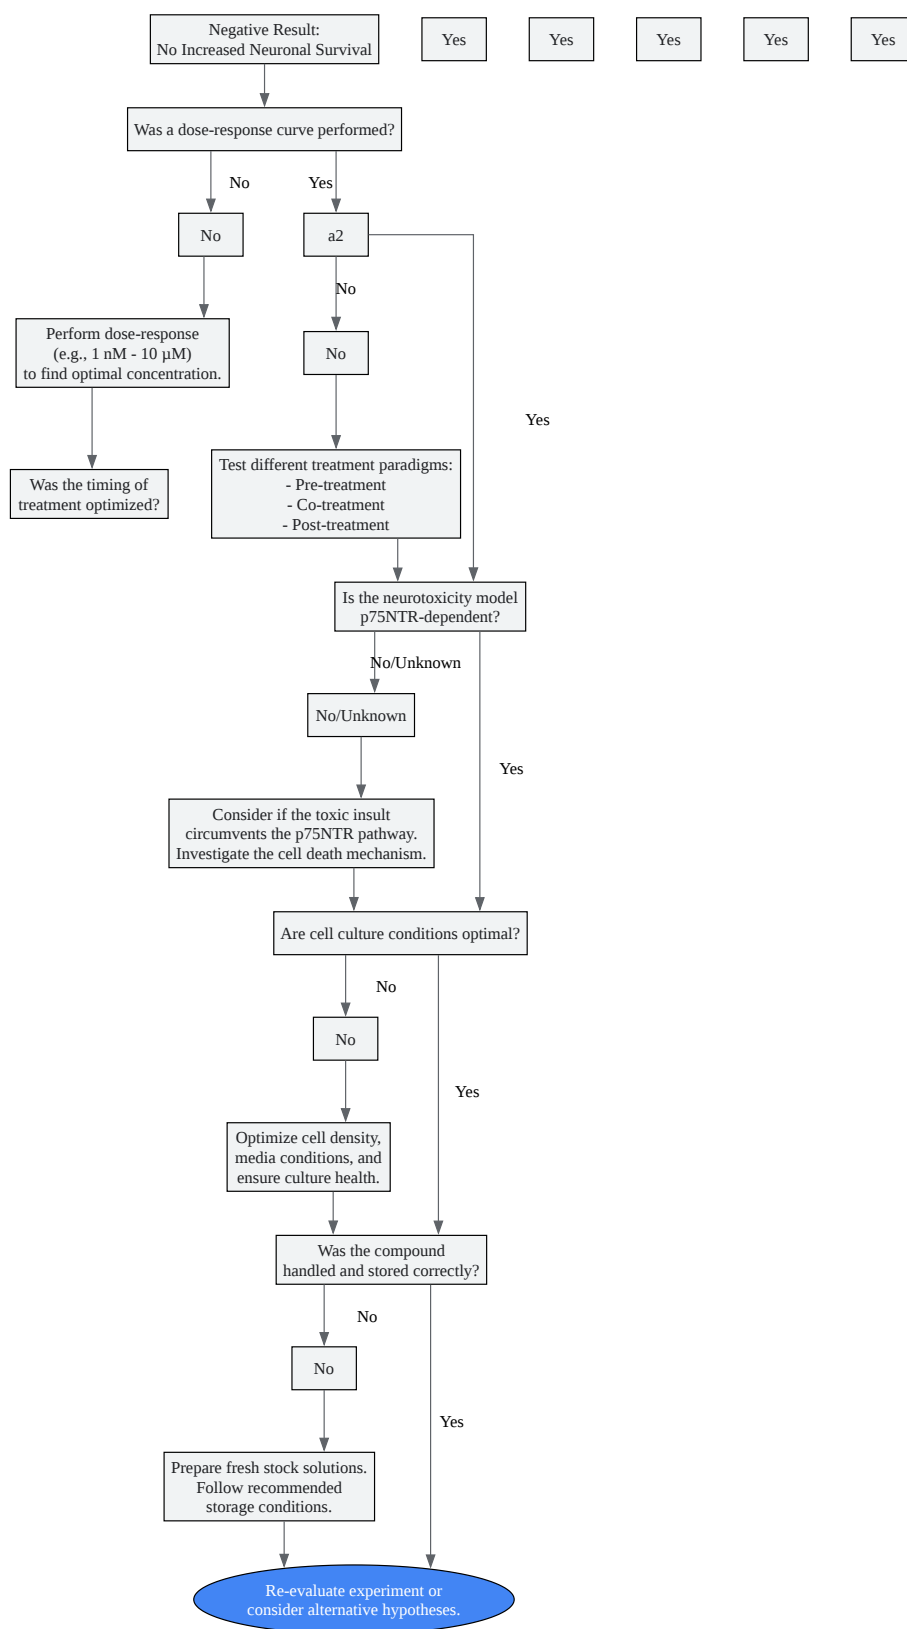 Negative Result:
No Increased Neuronal Survival
Yes
Yes
Yes
Yes
Yes
Was a dose-response curve performed?
No
Yes
No
a2
No
Perform dose-response
(e.g., 1 nM - 10 µM)
to find optimal concentration.
No
Yes
Was the timing of
treatment optimized?
Test different treatment paradigms:
- Pre-treatment
- Co-treatment
- Post-treatment
Is the neurotoxicity model
p75NTR-dependent?
No/Unknown
No/Unknown
Yes
Consider if the toxic insult
circumvents the p75NTR pathway.
Investigate the cell death mechanism.
Are cell culture conditions optimal?
No
No
Yes
Optimize cell density,
media conditions, and
ensure culture health.
Was the compound
handled and stored correctly?
No
No
Yes
Prepare fresh stock solutions.
Follow recommended
storage conditions.
Re-evaluate experiment or
consider alternative hypotheses.